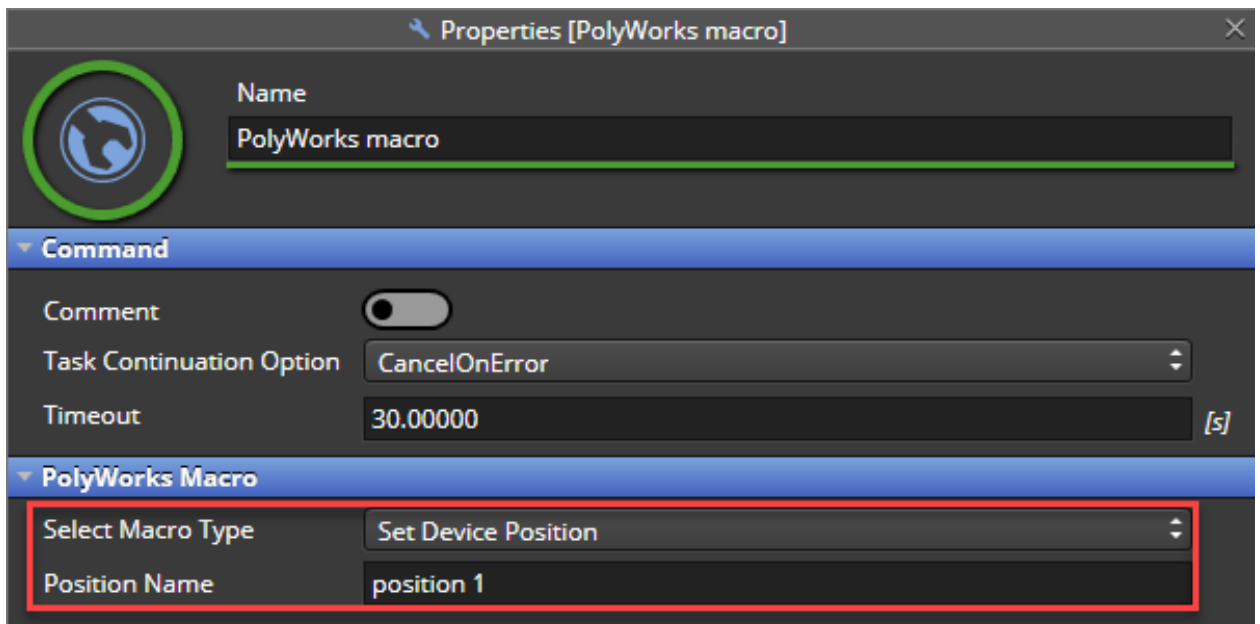 Properties [PolyWorks macro]
Name
PolyWorks macro
Command
Comment
Task Continuation Option CancelOnError
Timeout 30.00000 [s]
PolyWorks Macro
Select Macro Type Set Device Position
Position Name position 1